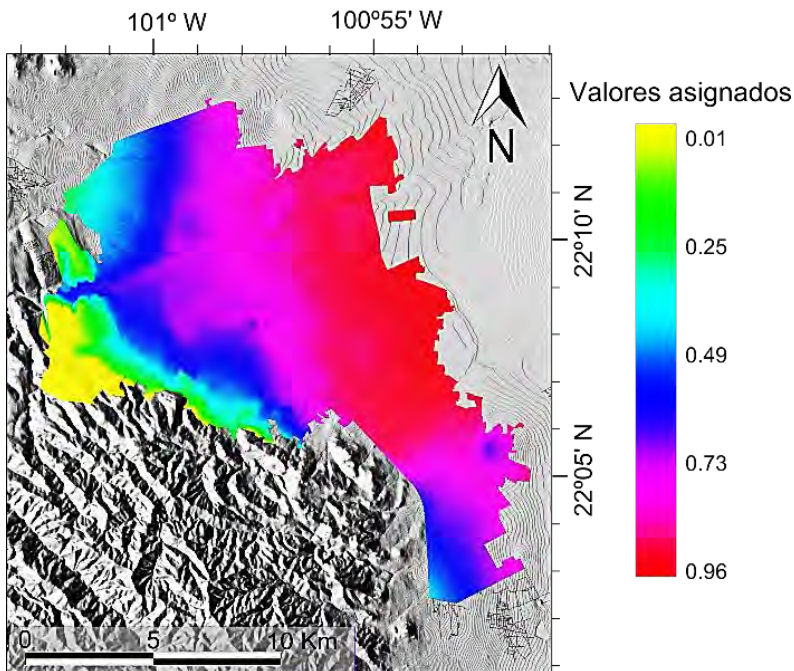 101º W
100º55' W
N
22º10' N
22º05' N
0
5
10 Km
Valores asignados
0.01
0.25
0.49
0.73
0.96